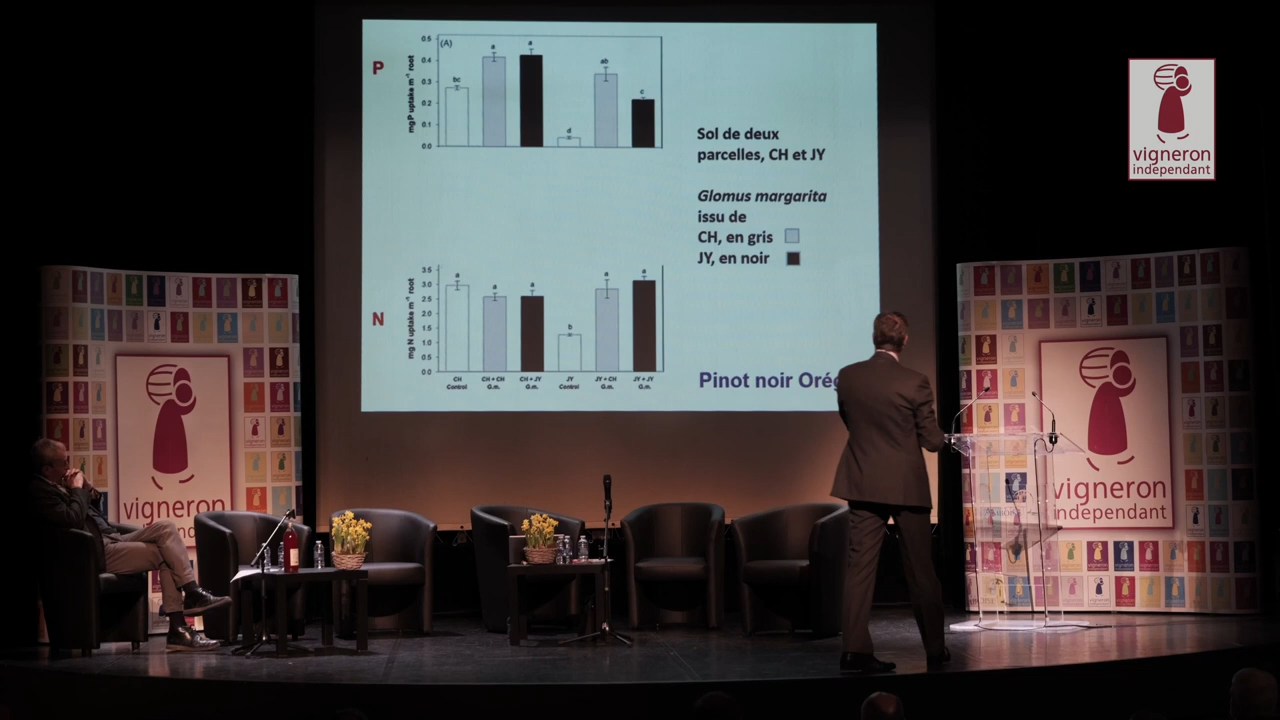 P
(A)
mg P uptake m⁻¹ root
0.5
0.4
0.3
0.2
0.1
0.0
bc
a
a
d
ab
c
Sol de deux
parcelles, CH et JY
Glomus margarita
issu de
CH, en gris
JY, en noir
N
mg N uptake m⁻¹ root
3.5
3.0
2.5
2.0
1.5
1.0
0.5
0.0
a
a
a
b
a
a
CH
Control
CH + CH
G.m.
CH + JY
G.m.
JY
Control
JY + CH
G.m.
JY + JY
G.m.
Pinot noir Oré
vigneron
indépendant
vigneron
vigneron
indépendant